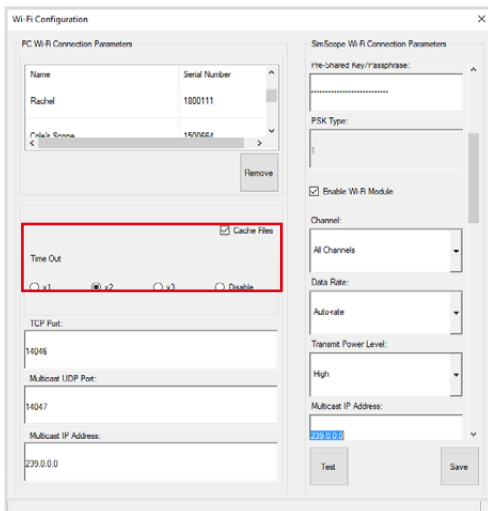 Wi-Fi Configuration
PC Wi-Fi Connection Parameters
Name Serial Number
Rachel 1800111
Cole's Scope 1500664
Remove
Cache Files
Time Out
x1 x2 x3 Disable
TCP Port:
14046
Multicast UDP Port:
14047
Multicast IP Address:
239.0.0.0
SimScope Wi-Fi Connection Parameters
Pre-Shared Key/Passphrase:
PSK Type:
1
Enable Wi-Fi Module
Channel:
All Channels
Data Rate:
Auto-rate
Transmit Power Level:
High
Multicast IP Address:
239.0.0.0
Test Save